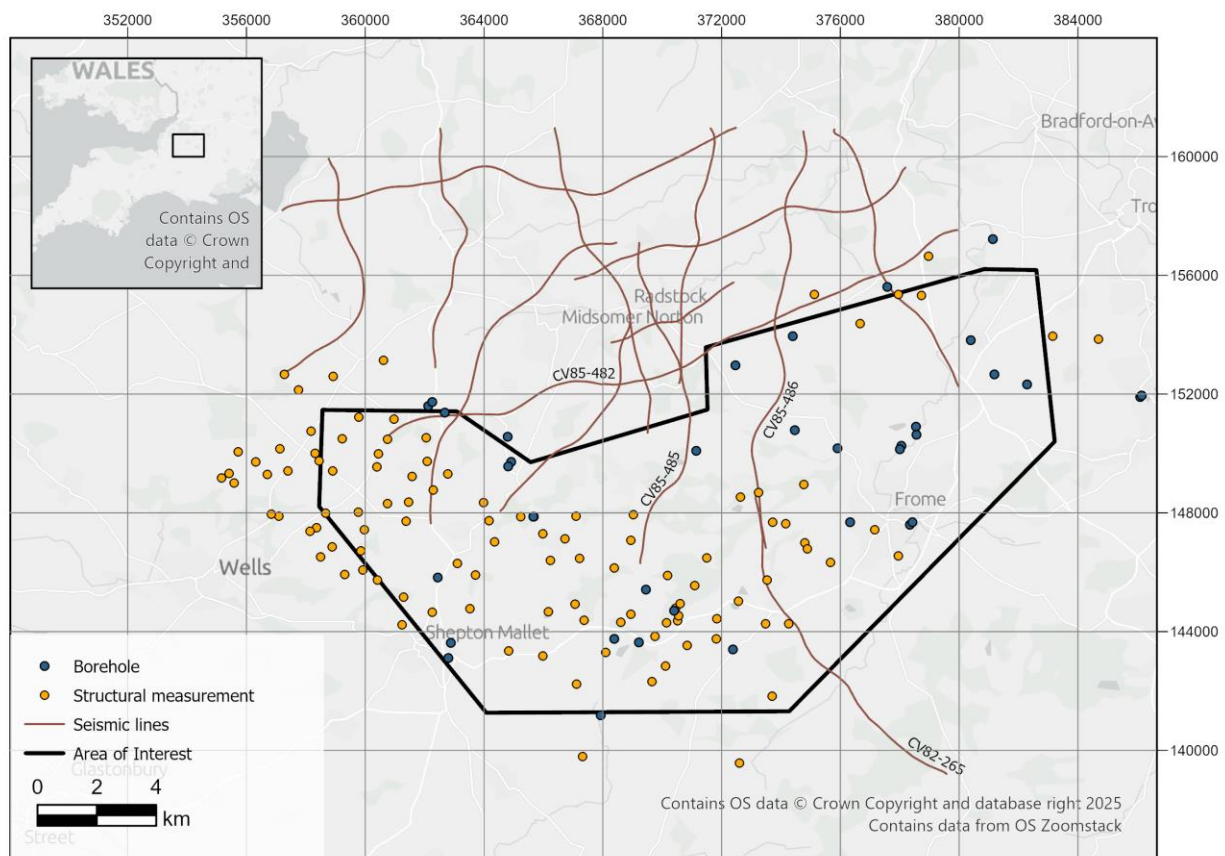 352000 356000 360000 364000 368000 372000 376000 380000 384000
WALES
Contains OS
data © Crown
Copyright and
Bradford-on-Av
160000
Tro
156000
Radstock
Midsomer Norton
CV85-482
152000
CV85-486
CV85-485
Frome
148000
Wells
Shepton Mallet
144000
Borehole
Structural measurement
Seismic lines
Area of Interest
Glastonbury
140000
CV82-265
0 2 4
km
Contains OS data © Crown Copyright and database right 2025
Contains data from OS Zoomstack
Street